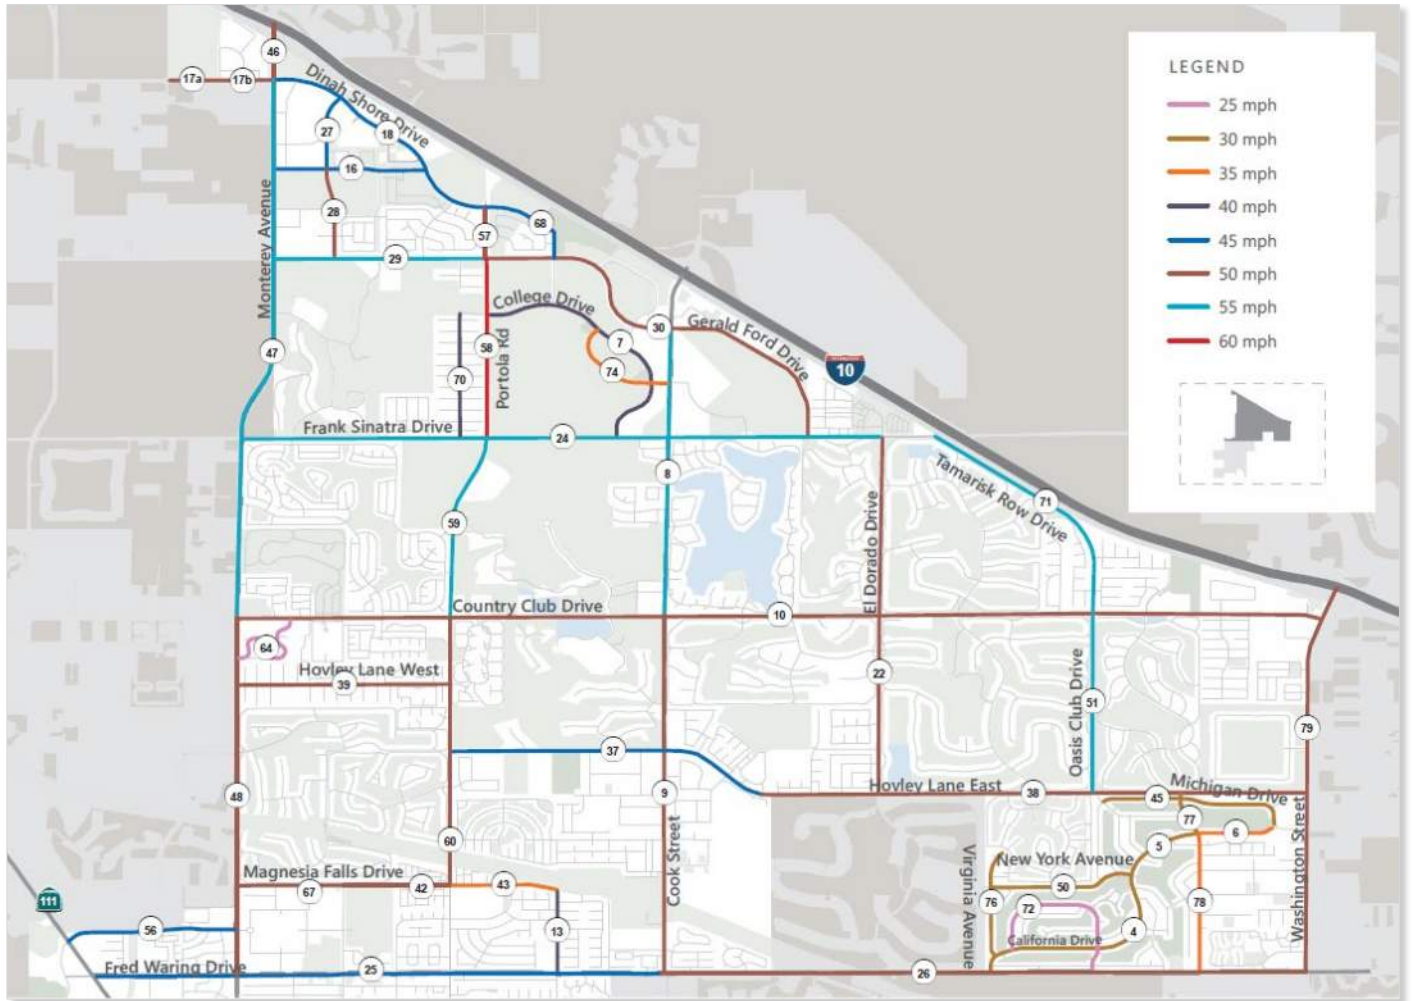 46
17a
17b
Dinah Shore Drive
27
18
16
Monterey Avenue
28
68
57
29
College Drive
30
Gerald Ford Drive
7
58
Portola Rd
47
74
70
10
Frank Sinatra Drive
24
8
Tamarisk Row Drive
71
59
El Dorado Drive
Country Club Drive
10
64
Hovley Lane West
39
22
Oasis Club Drive
51
79
37
48
9
Hovley Lane East
38
Michigan Drive
45
77
6
5
60
Cook Street
Virginia Avenue
New York Avenue
Washington Street
Magnesia Falls Drive
67
42
43
50
76
72
78
111
56
13
4
California Drive
Fred Waring Drive
25
26
LEGEND
25 mph
30 mph
35 mph
40 mph
45 mph
50 mph
55 mph
60 mph